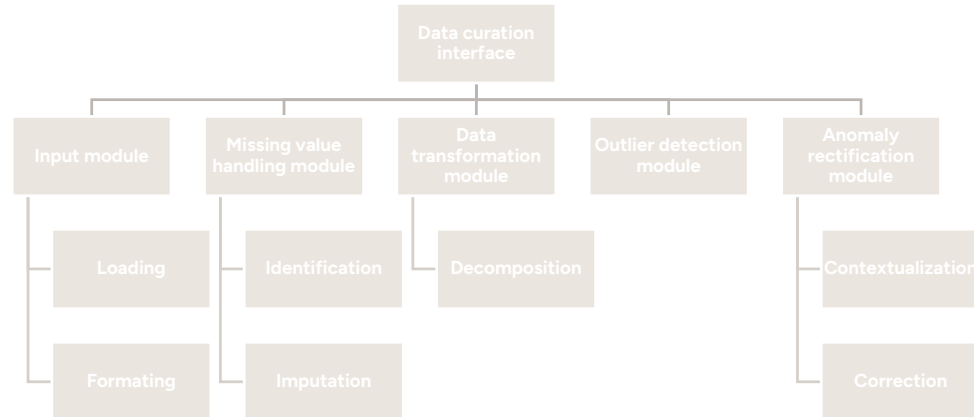 Data curation
interface
Input module
Missing value
handling module
Data
transformation
module
Outlier detection
module
Anomaly
rectification
module
Loading
Identification
Decomposition
Contextualization
Formating
Imputation
Correction